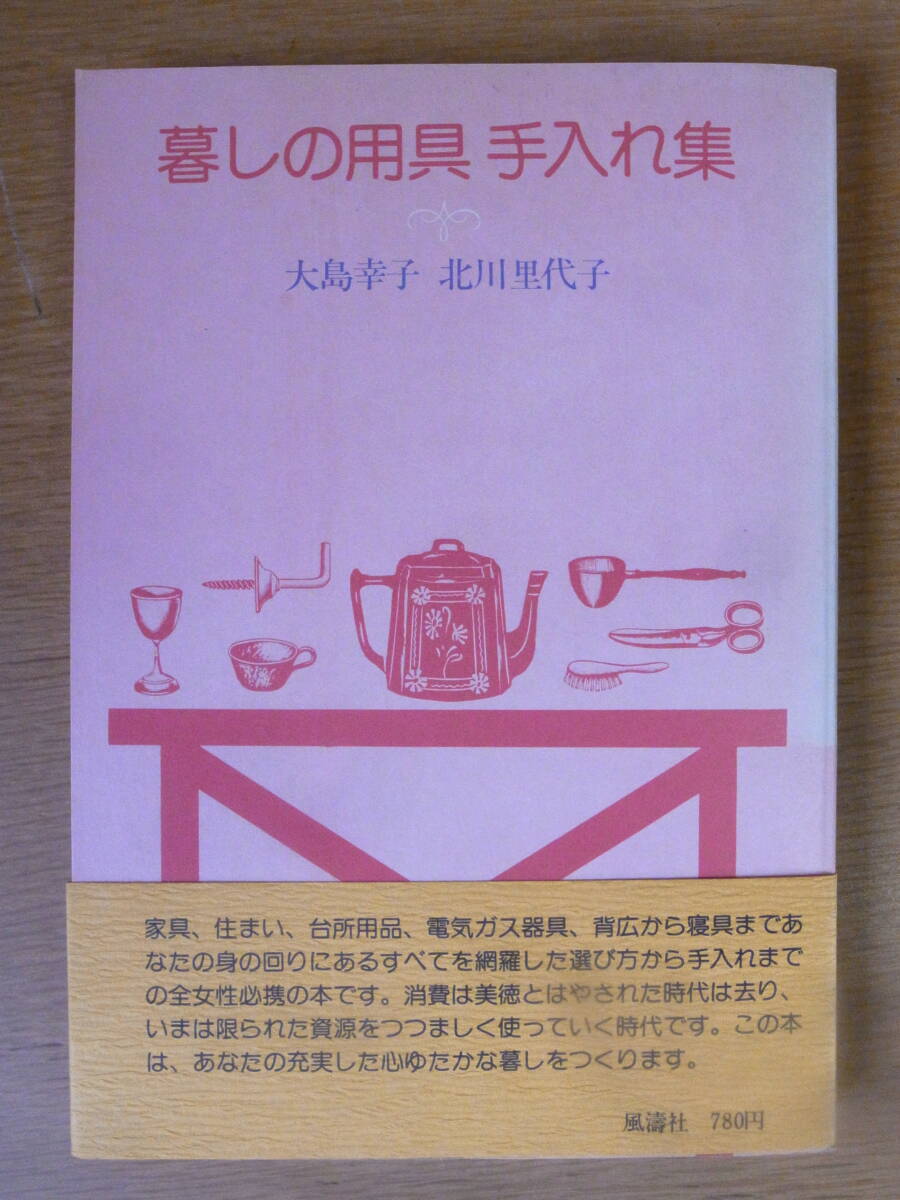 暮しの用具 手入れ集
大島幸子 北川里代子
家具、住まい、台所用品、電気ガス器具、背広から寝具まであ
なたの身の回りにあるすべてを網羅した選び方から手入れまで
の全女性必携の本です。消費は美徳とはやされた時代は去り、
いまは限られた資源をつつましく使っていく時代です。この本
は、あなたの充実した心ゆたかな暮しをつくります。
風濤社 780円